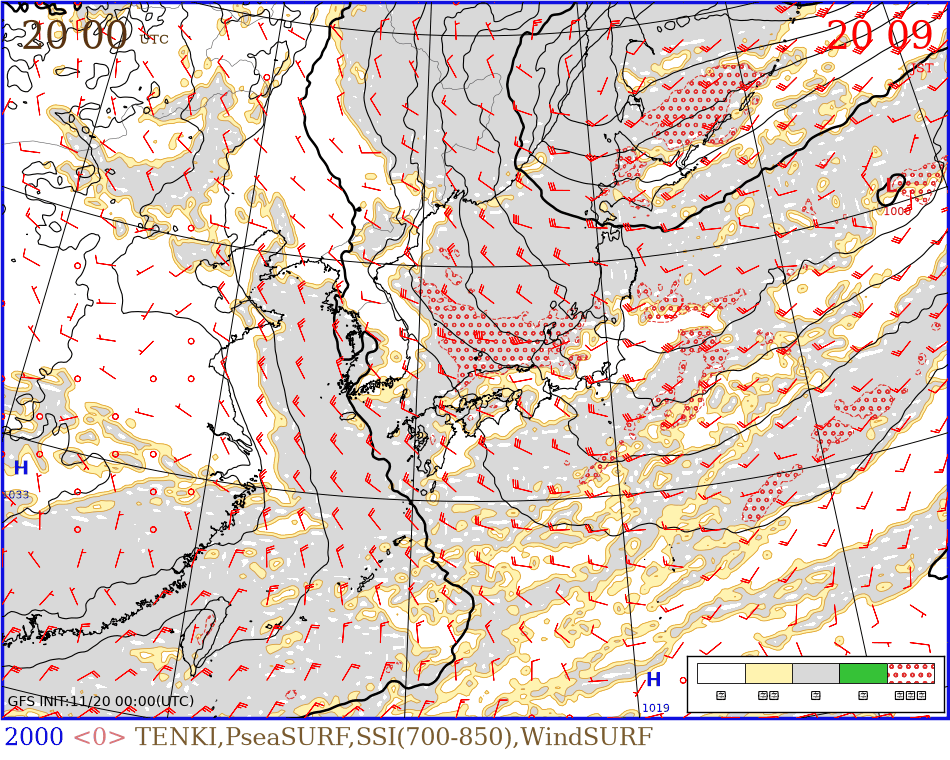 20 00 UTC
20 09
JST
1008
H
1033
H
1019
GFS INIT:11/20 00:00(UTC)
2000 <0> TENKI,PseaSURF,SSI(700-850),WindSURF